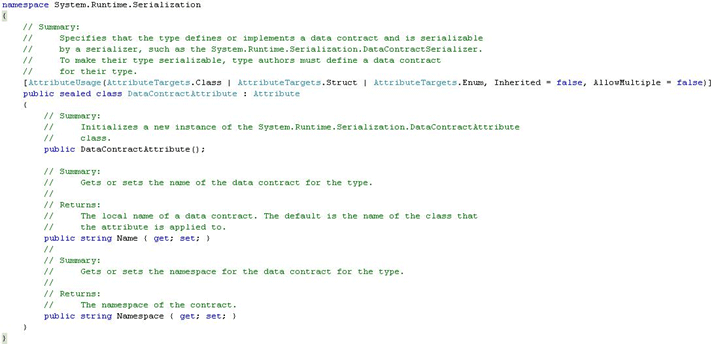 namespace System.Runtime.Serialization
{
// Summary:
//     Specifies that the type defines or implements a data contract and is serializable
//     by a serializer, such as the System.Runtime.Serialization.DataContractSerializer.
//     To make their type serializable, type authors must define a data contract
//     for their type.
[AttributeUsage(AttributeTargets.Class | AttributeTargets.Struct | AttributeTargets.Enum, Inherited = false, AllowMultiple = false)]
public sealed class DataContractAttribute : Attribute
{
// Summary:
//     Initializes a new instance of the System.Runtime.Serialization.DataContractAttribute
//     class.
public DataContractAttribute();
// Summary:
//     Gets or sets the name of the data contract for the type.
//
// Returns:
//     The local name of a data contract. The default is the name of the class that
//     the attribute is applied to.
public string Name { get; set; }
//
// Summary:
//     Gets or sets the namespace for the data contract for the type.
//
// Returns:
//     The namespace of the contract.
public string Namespace { get; set; }
}
}